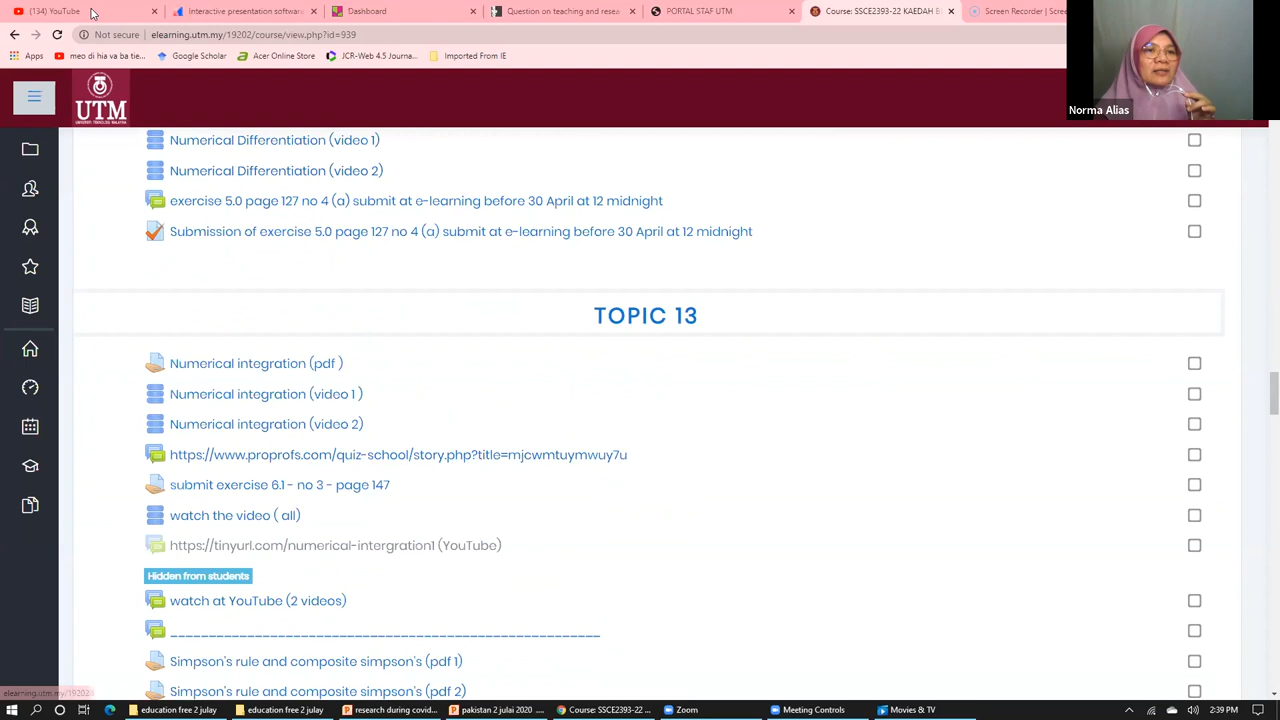 (134) YouTube
Interactive presentation software
Dashboard
Question on teaching and resea
PORTAL STAF UTM
Course: SSCE2393-22 KAEDAH B
Screen Recorder | Scre
Not secure | elearning.utm.my/19202/course/view.php?id=939
Apps
meo di hia va ba tie...
Google Scholar
Acer Online Store
JCR-Web 4.5 Journa...
Imported From IE
UTM
Norma Alias
Numerical Differentiation (video 1)
Numerical Differentiation (video 2)
exercise 5.0 page 127 no 4 (a) submit at e-learning before 30 April at 12 midnight
Submission of exercise 5.0 page 127 no 4 (a) submit at e-learning before 30 April at 12 midnight
TOPIC 13
Numerical integration (pdf )
Numerical integration (video 1 )
Numerical integration (video 2)
https://www.proprofs.com/quiz-school/story.php?title=mjcwmtuymwuy7u
submit exercise 6.1 - no 3 - page 147
watch the video ( all)
https://tinyurl.com/numerical-intergration1 (YouTube)
Hidden from students
watch at YouTube (2 videos)
Simpson's rule and composite simpson's (pdf 1)
Simpson's rule and composite simpson's (pdf 2)
elearning.utm.my/19202
education free 2 julay
education free 2 julay
research during covid...
pakistan 2 julai 2020 ...
Course: SSCE2393-22 ...
Zoom
Meeting Controls
Movies & TV
2:39 PM